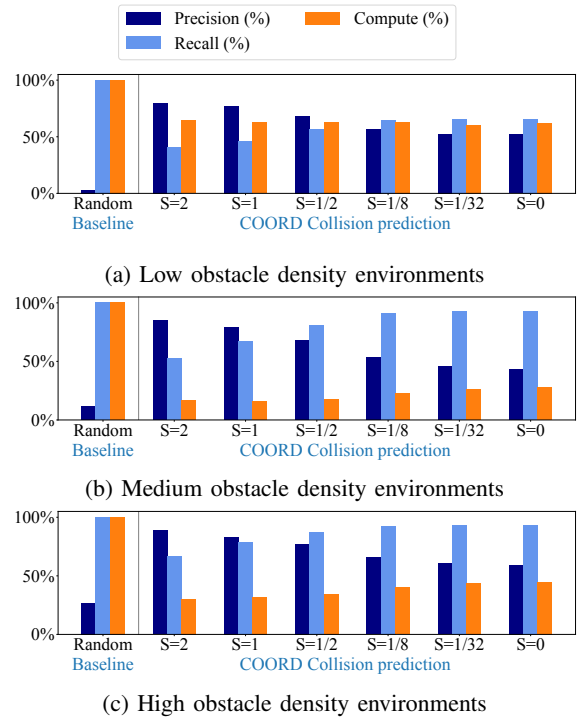 Precision (%)
Compute (%)
Recall (%)
100%
50%
0%
Random
S=2
S=1
S=1/2
S=1/8
S=1/32
S=0
Baseline
COORD Collision prediction
(a) Low obstacle density environments
100%
50%
0%
Random
S=2
S=1
S=1/2
S=1/8
S=1/32
S=0
Baseline
COORD Collision prediction
(b) Medium obstacle density environments
100%
50%
0%
Random
S=2
S=1
S=1/2
S=1/8
S=1/32
S=0
Baseline
COORD Collision prediction
(c) High obstacle density environments